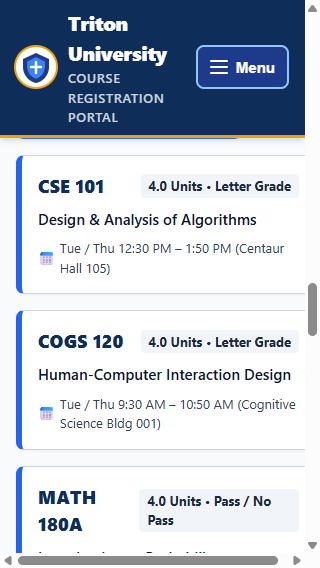 Triton
University
COURSE
REGISTRATION
PORTAL
Menu
CSE 101
4.0 Units • Letter Grade
Design & Analysis of Algorithms
Tue / Thu 12:30 PM – 1:50 PM (Centaur
Hall 105)
COGS 120
4.0 Units • Letter Grade
Human-Computer Interaction Design
Tue / Thu 9:30 AM – 10:50 AM (Cognitive
Science Bldg 001)
MATH
180A
4.0 Units • Pass / No
Pass